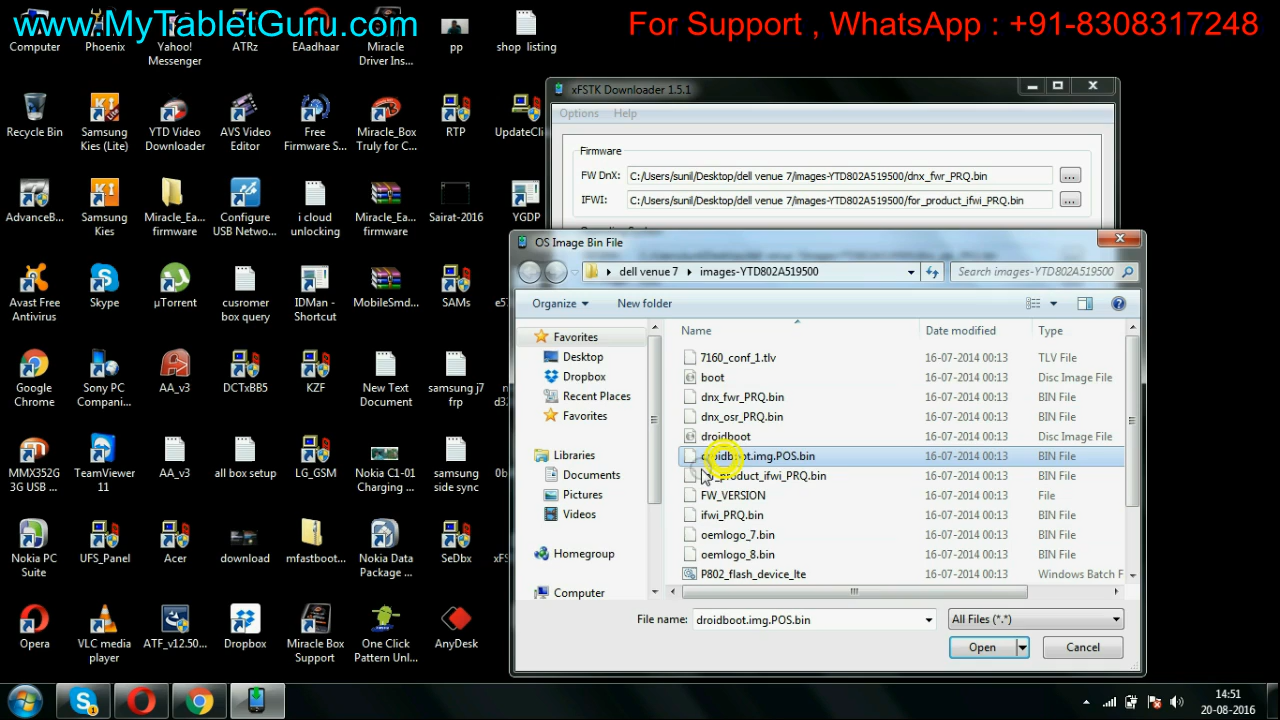 www.MyTabletGuru.com
For Support , WhatsApp : +91-8308317248
Computer
Phoenix
Yahoo!
Messenger
ATRz
EAadhaar
Miracle
Driver Ins...
pp
shop listing
Recycle Bin
Samsung
Kies (Lite)
YTD Video
Downloader
AVS Video
Editor
Free
Firmware S...
Miracle_Box
Truly for C...
RTP
UpdateCli
AdvanceB...
Samsung
Kies
Miracle_Ea...
firmware
Configure
USB Netwo...
i cloud
unlocking
Miracle_Ea...
firmware
Sairat-2016
YGDP
Avast Free
Antivirus
Skype
µTorrent
cusromer
box query
IDMan -
Shortcut
MobileSmd...
SAMs
Google
Chrome
Sony PC
Compani...
AA_v3
DCTxBB5
KZF
New Text
Document
samsung j7
frp
MMX352G
3G USB ...
TeamViewer
11
AA_v3
all box setup
LG_GSM
Nokia C1-01
Charging ...
samsung
side sync
Nokia PC
Suite
UFS_Panel
Acer
download
mfastboot...
Nokia Data
Package ...
SeDbx
Opera
VLC media
player
ATF_v12.50...
Dropbox
Miracle Box
Support
One Click
Pattern Unl...
AnyDesk
xFSTK Downloader 1.5.1
Options Help
Firmware
FW DnX: C:/Users/sunil/Desktop/dell venue 7/images-YTD802A519500/dnx_fwr_PRQ.bin ...
IFWI: C:/Users/sunil/Desktop/dell venue 7/images-YTD802A519500/for_product_ifwi_PRQ.bin ...
OS Image Bin File
dell venue 7 images-YTD802A519500 Search images-YTD802A519500
Organize New folder
Favorites
Desktop
Dropbox
Recent Places
Favorites
Libraries
Documents
Pictures
Videos
Homegroup
Computer
Name Date modified Type
7160_conf_1.tlv 16-07-2014 00:13 TLV File
boot 16-07-2014 00:13 Disc Image File
dnx_fwr_PRQ.bin 16-07-2014 00:13 BIN File
dnx_osr_PRQ.bin 16-07-2014 00:13 BIN File
droidboot 16-07-2014 00:13 Disc Image File
droidboot.img.POS.bin 16-07-2014 00:13 BIN File
for_product_ifwi_PRQ.bin 16-07-2014 00:13 BIN File
FW_VERSION 16-07-2014 00:13 File
ifwi_PRQ.bin 16-07-2014 00:13 BIN File
oemlogo_7.bin 16-07-2014 00:13 BIN File
oemlogo_8.bin 16-07-2014 00:13 BIN File
P802_flash_device_lte 16-07-2014 00:13 Windows Batch F
File name: droidboot.img.POS.bin All Files (*.*)
Open Cancel
14:51
20-08-2016